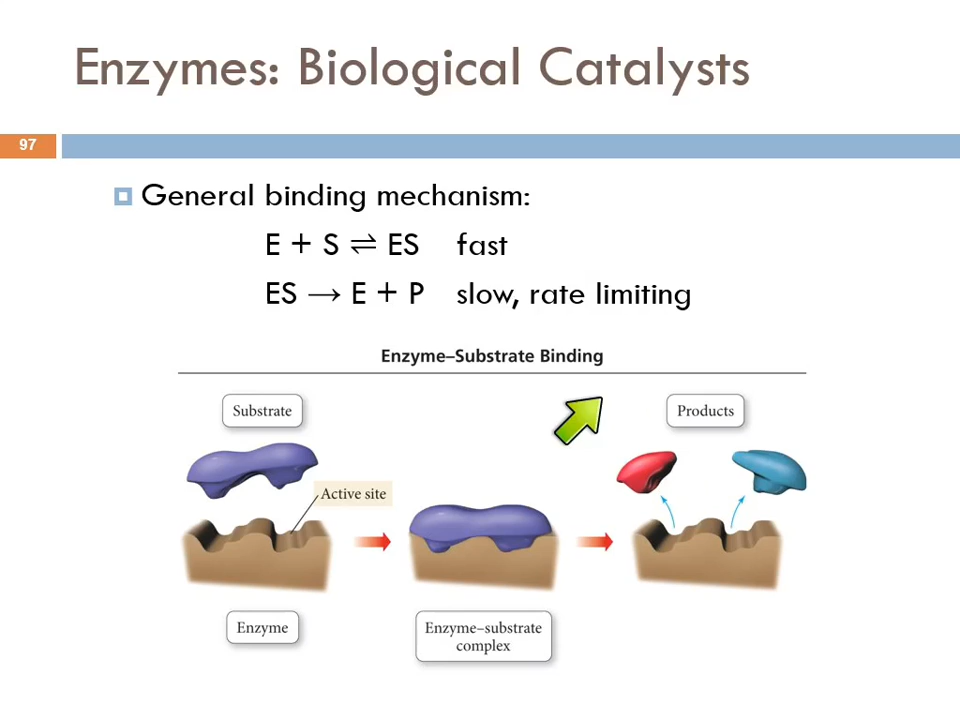 Enzymes: Biological Catalysts
97
General binding mechanism:
E + S ⇌ ES fast
ES → E + P slow, rate limiting
Enzyme–Substrate Binding
Substrate
Products
Active site
Enzyme
Enzyme–substrate
complex